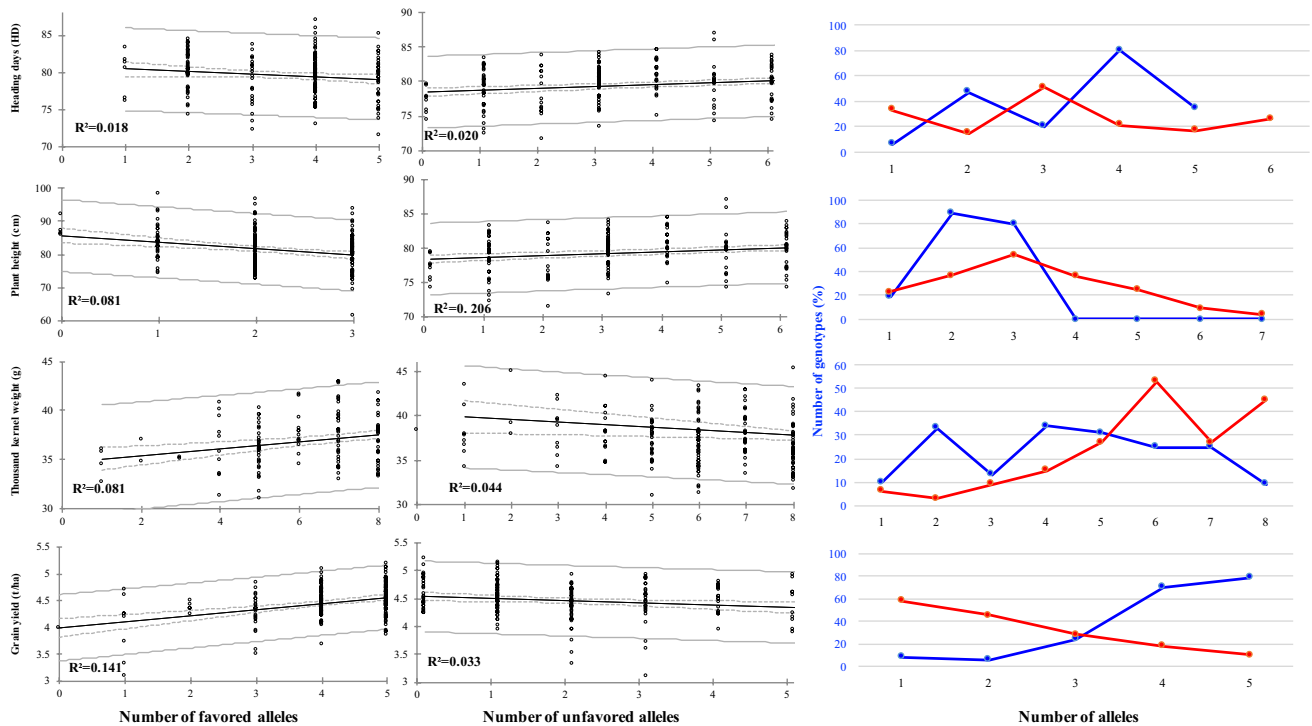 Heading days (HD)
85
80
75
70
0 1 2 3 4 5
R²=0.018
90
85
80
75
70
0 1 2 3 4 5 6
R²=0.020
100
80
60
40
20
0
1 2 3 4 5 6
Plant height (cm)
100
90
80
70
60
0 1 2 3
R²=0.081
90
85
80
75
70
0 1 2 3 4 5 6
R²=0. 206
100
80
60
40
20
0
1 2 3 4 5 6 7
Number of genotypes (%)
Thousand kernel weight (g)
45
40
35
30
0 2 4 6 8
R²=0.081
45
40
35
30
0 1 2 3 4 5 6 7 8
R²=0.044
60
50
40
30
20
10
0
1 2 3 4 5 6 7 8
Grain yield (t/ha)
5.5
5
4.5
4
3.5
3
0 1 2 3 4 5
R²=0.141
5.5
5
4.5
4
3.5
3
0 1 2 3 4 5
R²=0.033
100
80
60
40
20
0
1 2 3 4 5
Number of favored alleles
Number of unfavored alleles
Number of alleles